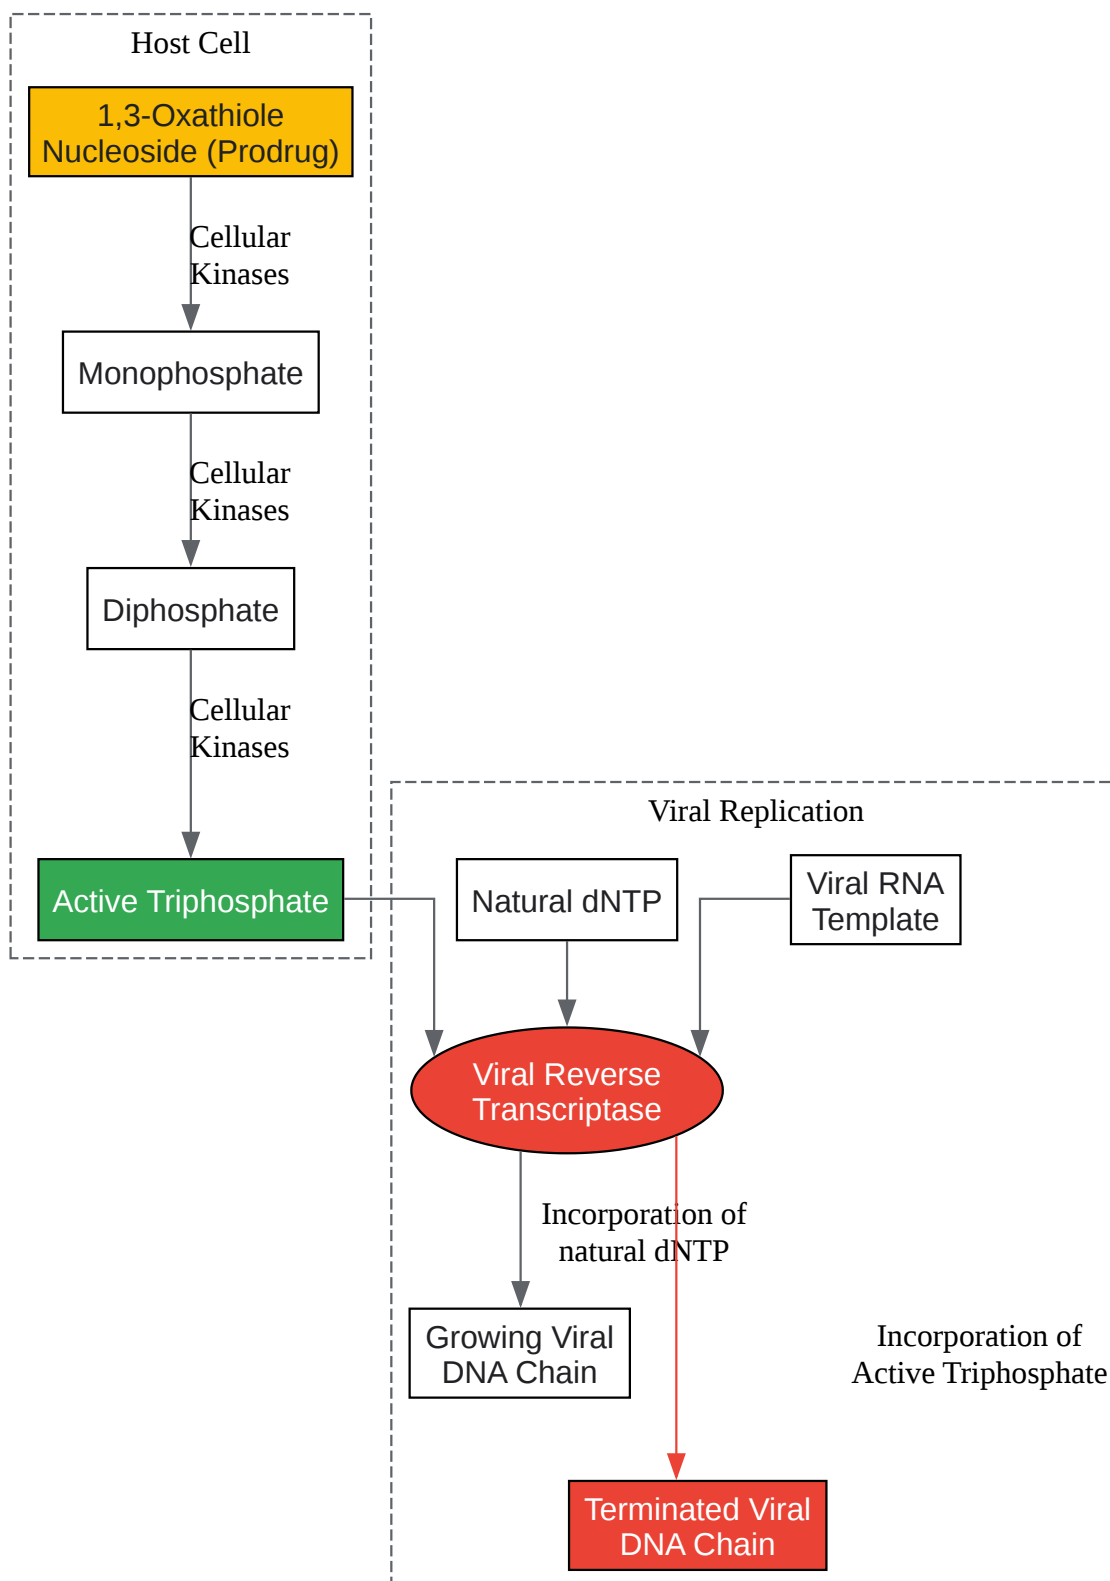 Host Cell
1,3-Oxathiole
Nucleoside (Prodrug)
Cellular
Kinases
Monophosphate
Cellular
Kinases
Diphosphate
Cellular
Kinases
Active Triphosphate
Viral Replication
Natural dNTP
Viral RNA
Template
Viral Reverse
Transcriptase
Incorporation of
natural dNTP
Growing Viral
DNA Chain
Incorporation of
Active Triphosphate
Terminated Viral
DNA Chain